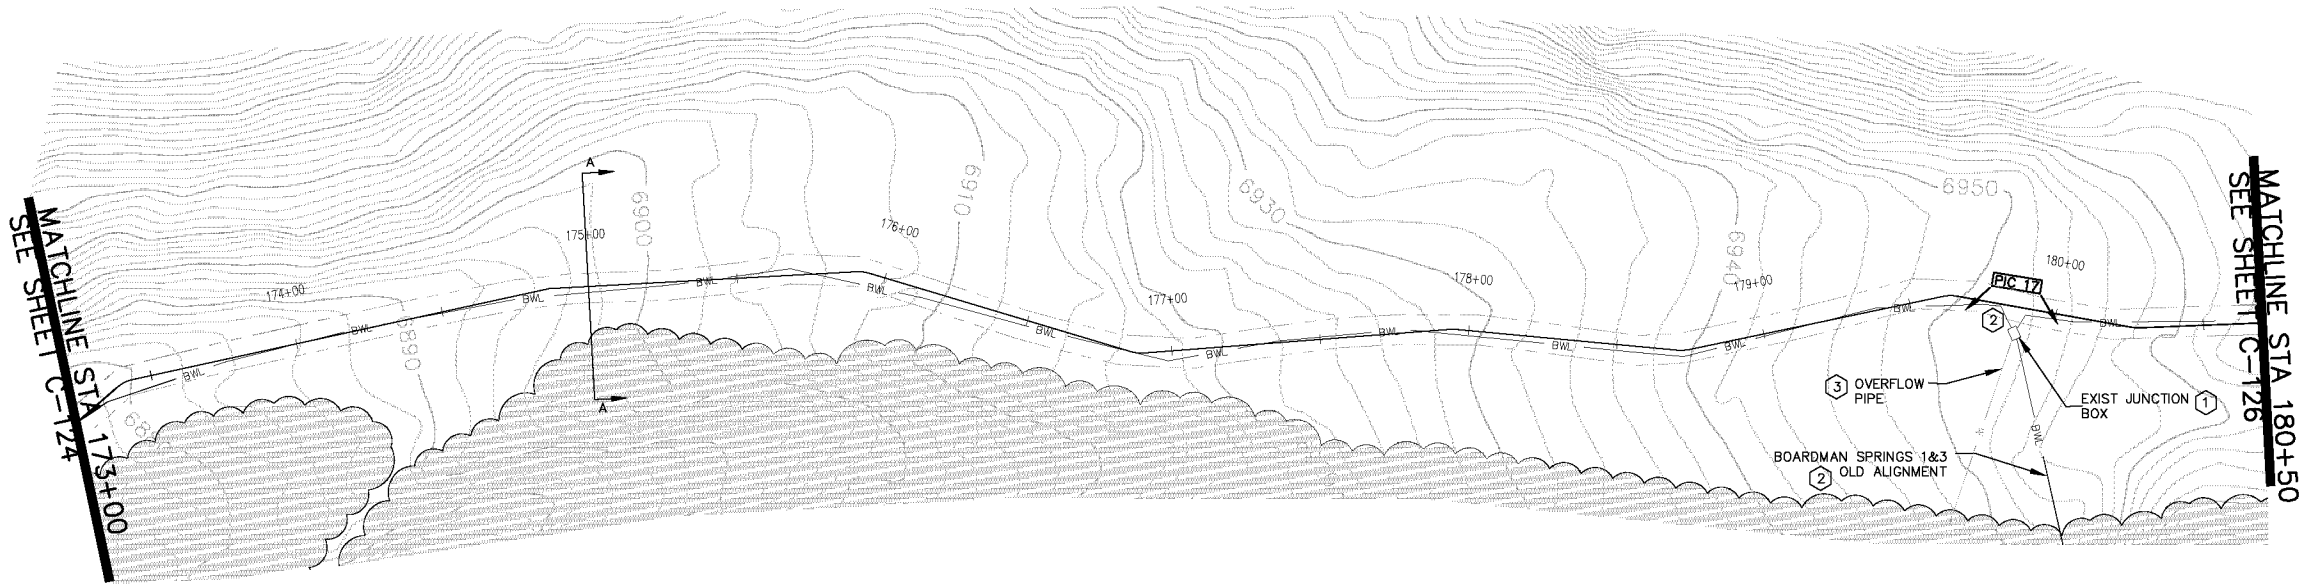 MATCHLINE STA 173+00
SEE SHEET C-124
174+00
BWL
BWL
6890
BWL
A
175+00
6900
A
BWL
176+00
BWL
6910
BWL
177+00
BWL
6930
BWL
178+00
BWL
6940
179+00
BWL
BWL
6950
PIC 17
180+00
BWL
2
3 OVERFLOW
PIPE
EXIST JUNCTION 1
BOX
BWL
BOARDMAN SPRINGS 1&3
2 OLD ALIGNMENT
MATCHLINE STA 180+50
SEE SHEET C-126